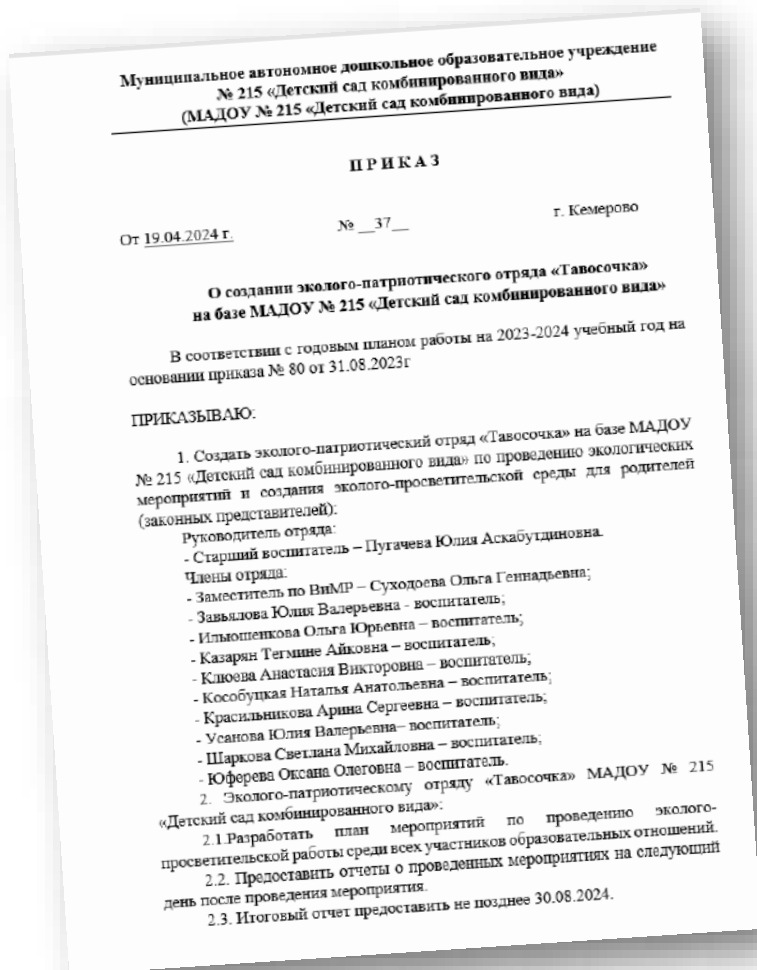 Муниципальное автономное дошкольное образовательное учреждение
№ 215 «Детский сад комбинированного вида»
(МАДОУ № 215 «Детский сад комбинированного вида)
П Р И К А З
От 19.04.2024 г. № __37__ г. Кемерово
О создании эколого-патриотического отряда «Тавосочка»
на базе МАДОУ № 215 «Детский сад комбинированного вида»
В соответствии с годовым планом работы на 2023-2024 учебный год на
основании приказа № 80 от 31.08.2023г
ПРИКАЗЫВАЮ:
1. Создать эколого-патриотический отряд «Тавосочка» на базе МАДОУ
№ 215 «Детский сад комбинированного вида» по проведению экологических
мероприятий и создания эколого-просветительской среды для родителей
(законных представителей):
Руководитель отряда:
- Старший воспитатель – Пугачева Юлия Аскабутдиновна.
Члены отряда:
- Заместитель по ВиМР – Суходоева Ольга Геннадьевна;
- Завьялова Юлия Валерьевна - воспитатель;
- Ильюшенкова Ольга Юрьевна – воспитатель;
- Казарян Тегмине Айковна – воспитатель;
- Клюева Анастасия Викторовна – воспитатель;
- Кособуцкая Наталья Анатольевна – воспитатель;
- Красильникова Арина Сергеевна – воспитатель;
- Усанова Юлия Валерьевна– воспитатель;
- Шаркова Светлана Михайловна – воспитатель;
- Юферева Оксана Олеговна – воспитатель.
2. Эколого-патриотическому отряду «Тавосочка» МАДОУ № 215
«Детский сад комбинированного вида»:
2.1.Разработать план мероприятий по проведению эколого-
просветительской работы среди всех участников образовательных отношений.
2.2. Предоставить отчеты о проведенных мероприятиях на следующий
день после проведения мероприятия.
2.3. Итоговый отчет предоставить не позднее 30.08.2024.